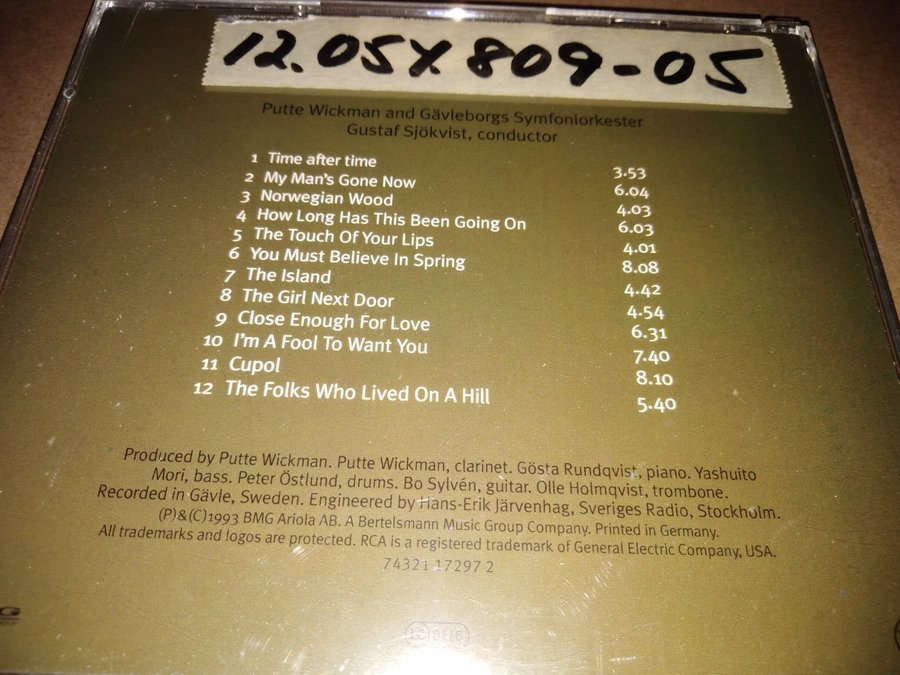 12.05% 809-05
Putte Wickman and Gävleborgs Symfoniorkester
Gustaf Sjökvist, conductor
1 Time after time 3.53
2 My Man's Gone Now 6.04
3 Norwegian Wood 4.03
4 How Long Has This Been Going On 6.03
5 The Touch Of Your Lips 4.01
6 You Must Believe In Spring 8.08
7 The Island 4.42
8 The Girl Next Door 4.54
9 Close Enough For Love 6.31
10 I'm A Fool To Want You 7.40
11 Cupol 8.10
12 The Folks Who Lived On A Hill 5.40
Produced by Putte Wickman. Putte Wickman, clarinet. Gösta Rundqvist, piano. Yashuito
Mori, bass. Peter Östlund, drums. Bo Sylvén, guitar. Olle Holmqvist, trombone.
Recorded in Gävle, Sweden. Engineered by Hans-Erik Järvenhag, Sveriges Radio, Stockholm.
(P)&(C)1993 BMG Ariola AB. A Bertelsmann Music Group Company. Printed in Germany.
All trademarks and logos are protected. RCA is a registered trademark of General Electric Company, USA.
74321 17297 2